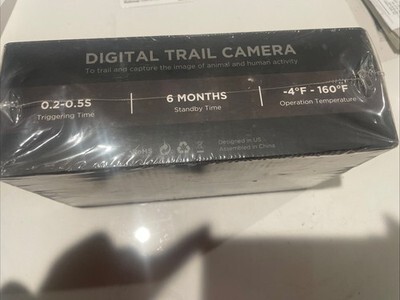 DIGITAL TRAIL CAMERA
To trail and capture the image of animal and human activity
0.2-0.5S
Triggering Time
6 MONTHS
Standby Time
-4°F - 160°F
Operation Temperature
Designed in US
Assembled in China